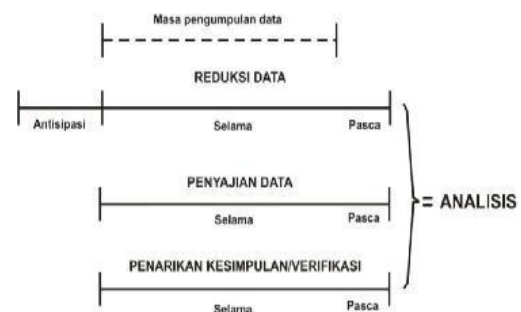 Masa pengumpulan data
REDUKSI DATA
Antisipasi Selama Pasca
PENYAJIAN DATA
= ANALISIS
Selama Pasca
PENARIKAN KESIMPULAN/VERIFIKASI
Selama Pasca